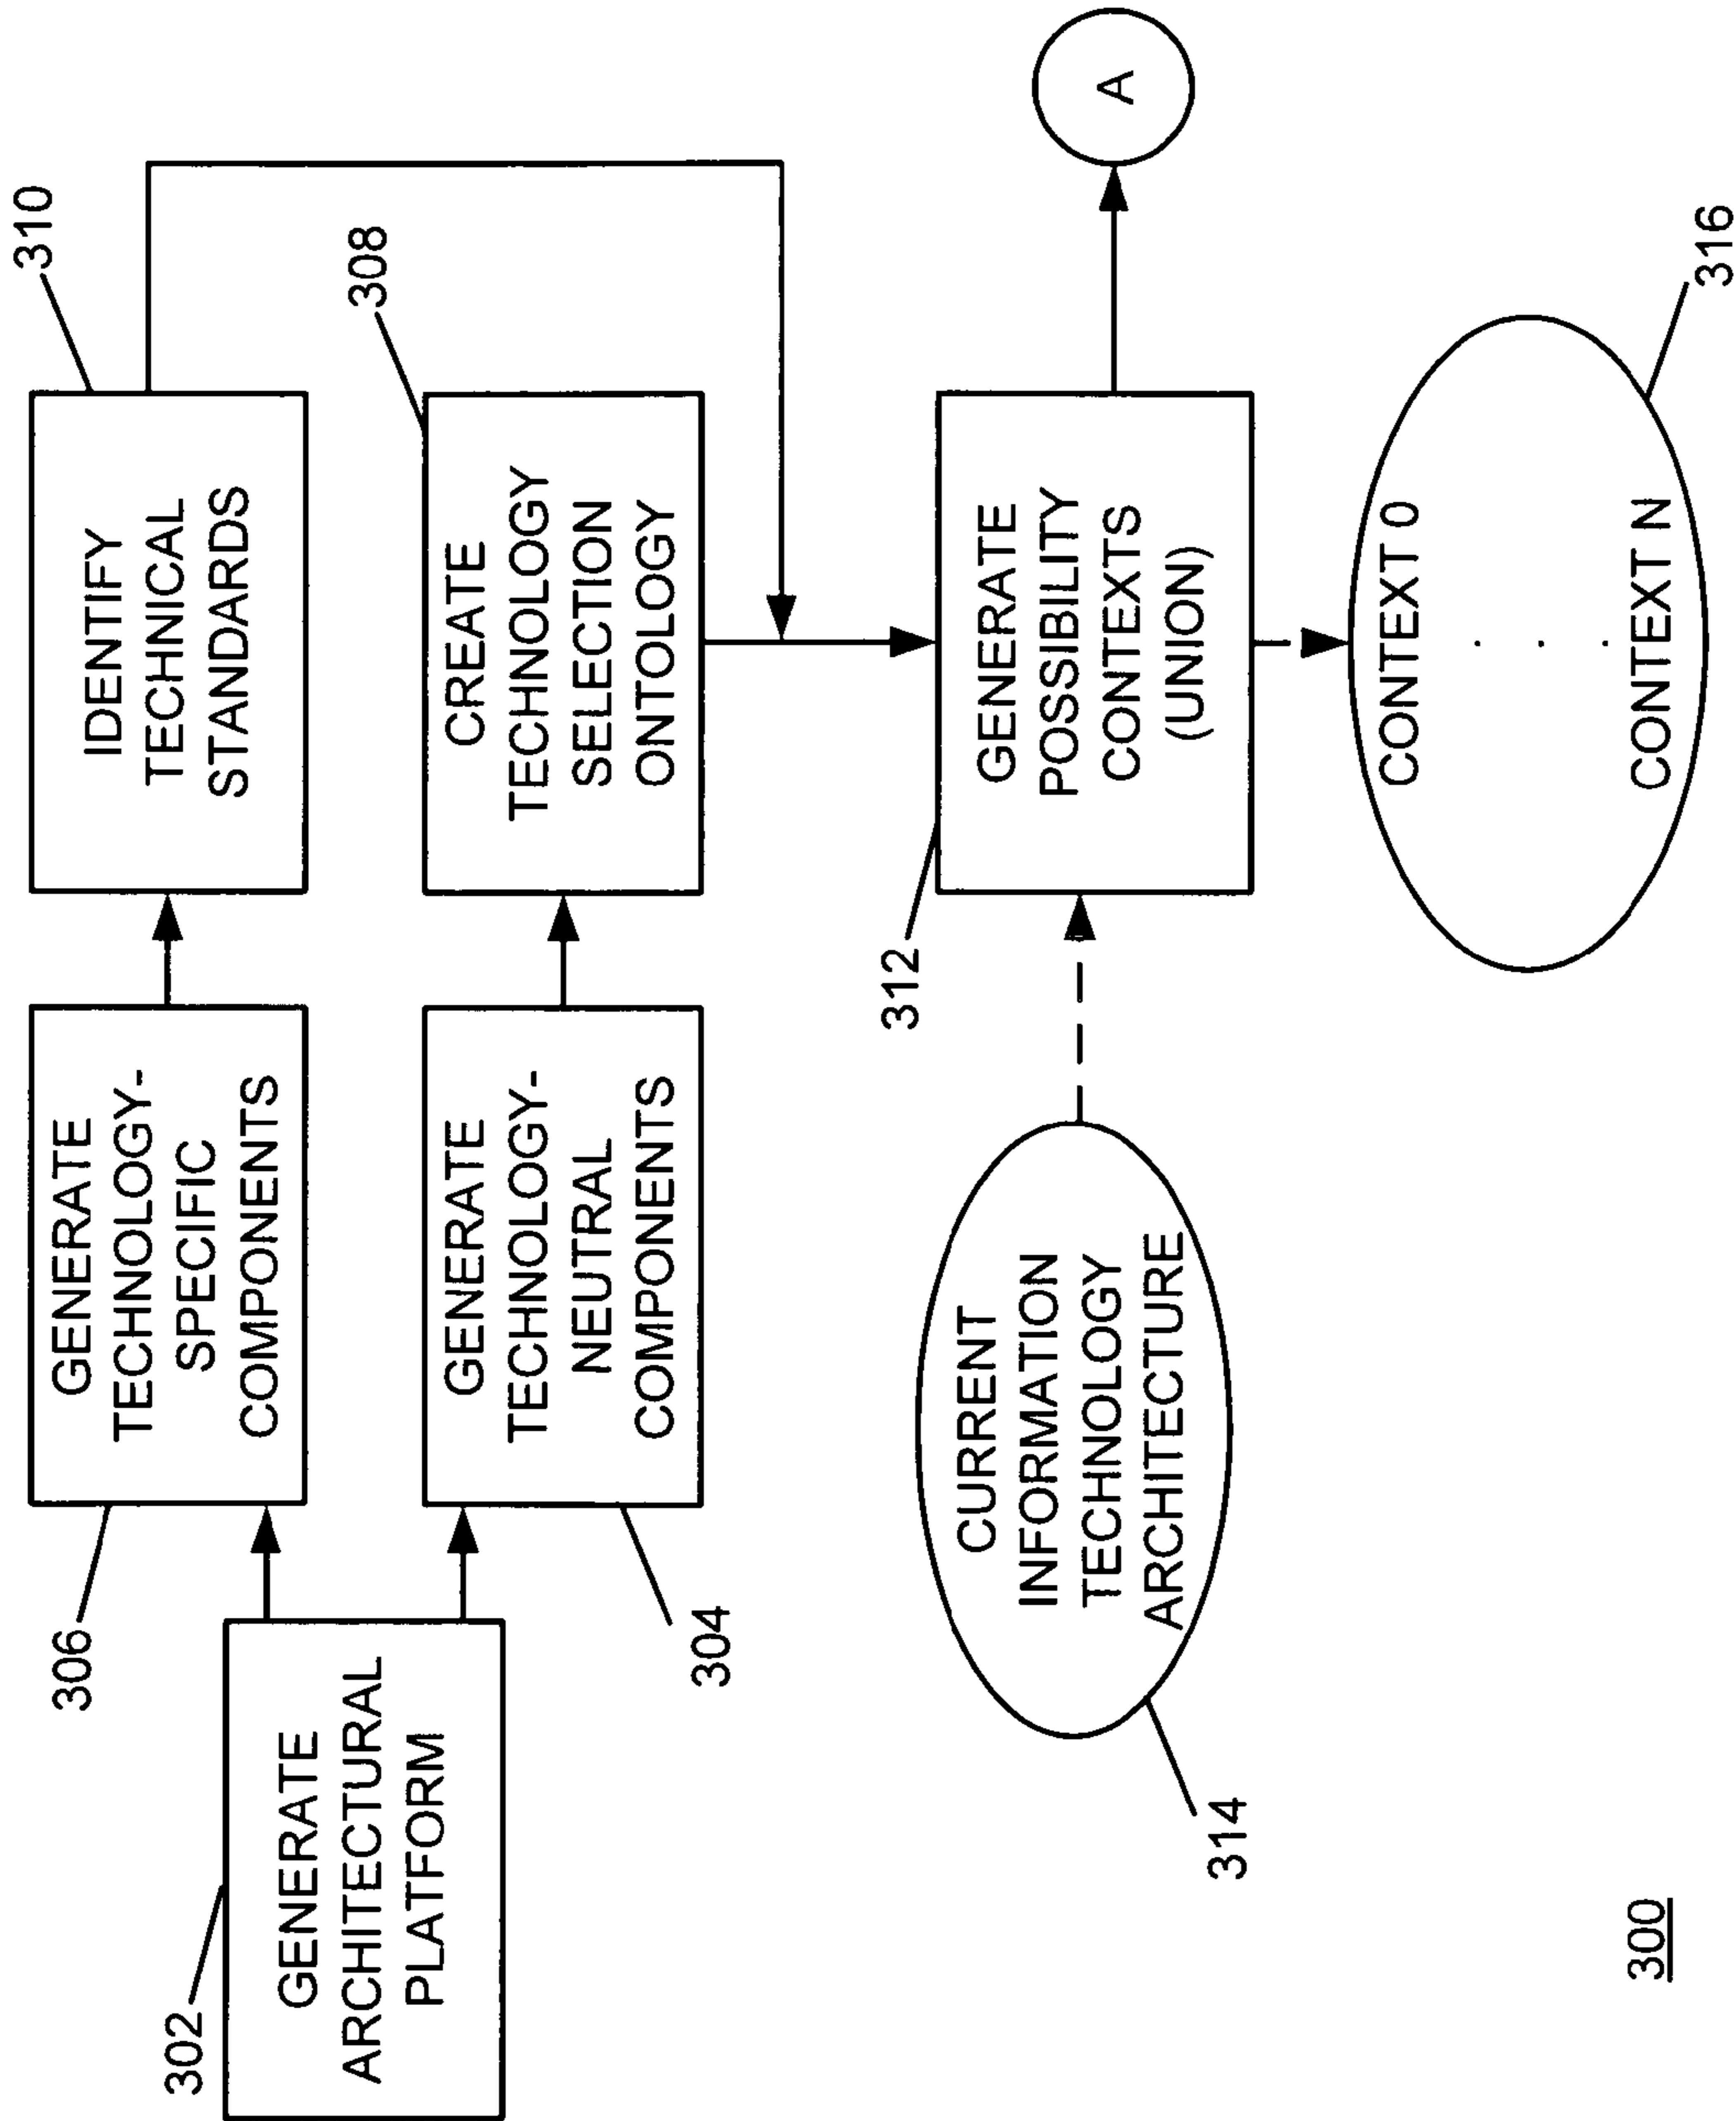 310
IDENTIFY
TECHNICAL
STANDARDS
308
CREATE
TECHNOLOGY
SELECTION
ONTOLOGY
306
GENERATE
TECHNOLOGY-
SPECIFIC
COMPONENTS
GENERATE
TECHNOLOGY-
NEUTRAL
COMPONENTS
304
302
GENERATE
ARCHITECTURAL
PLATFORM
312
GENERATE
POSSIBILITY
CONTEXTS
(UNION)
A
CURRENT
INFORMATION
TECHNOLOGY
ARCHITECTURE
314
CONTEXT 0
.
.
.
CONTEXT N
316
300